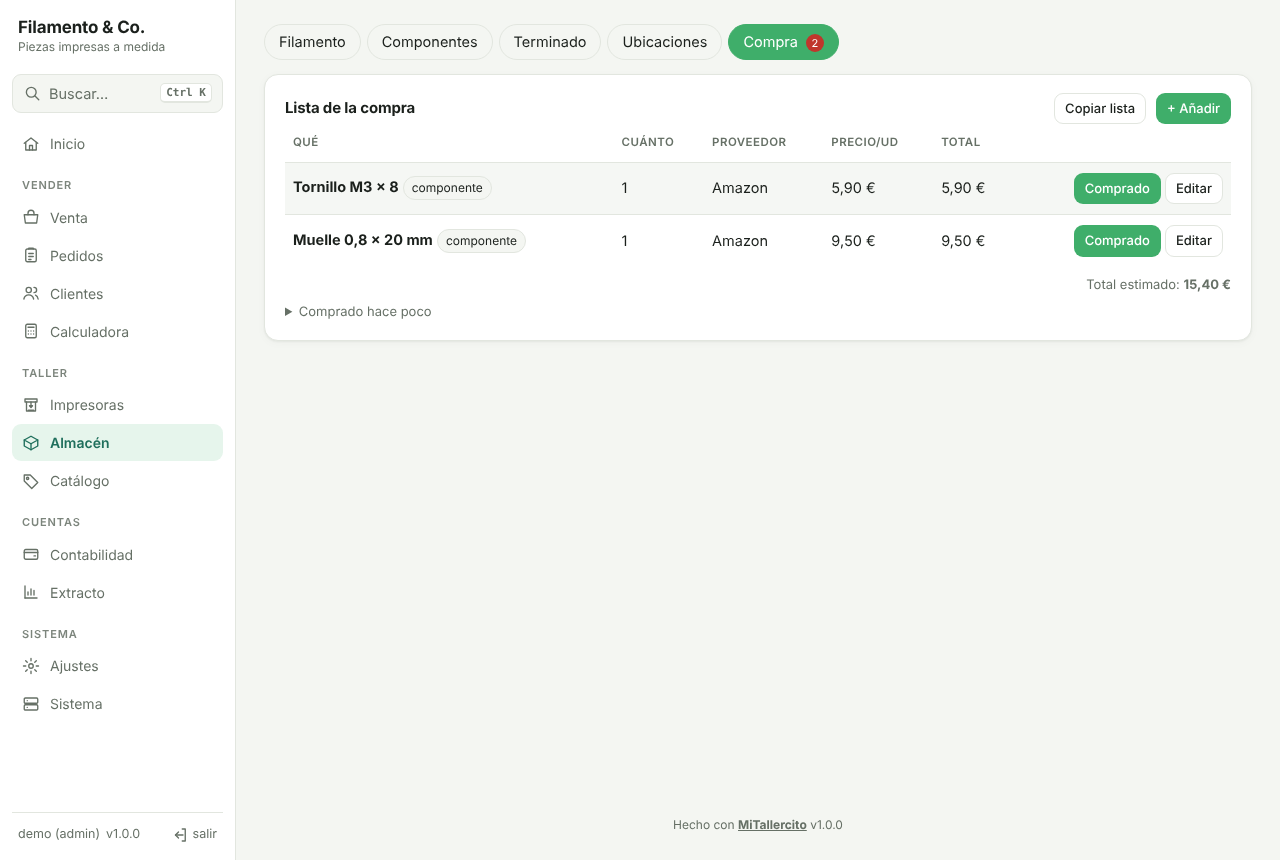 Filamento & Co.
Piezas impresas a medida
Buscar... Ctrl K
Inicio
VENDER
Venta
Pedidos
Clientes
Calculadora
TALLER
Impresoras
Almacén
Catálogo
CUENTAS
Contabilidad
Extracto
SISTEMA
Ajustes
Sistema
demo (admin) v1.0.0 salir
Filamento Componentes Terminado Ubicaciones Compra 2
Lista de la compra Copiar lista + Añadir
QUÉ CUÁNTO PROVEEDOR PRECIO/UD TOTAL
Tornillo M3 × 8 componente 1 Amazon 5,90 € 5,90 € Comprado Editar
Muelle 0,8 × 20 mm componente 1 Amazon 9,50 € 9,50 € Comprado Editar
Total estimado: 15,40 €
Comprado hace poco
Hecho con MiTallercito v1.0.0